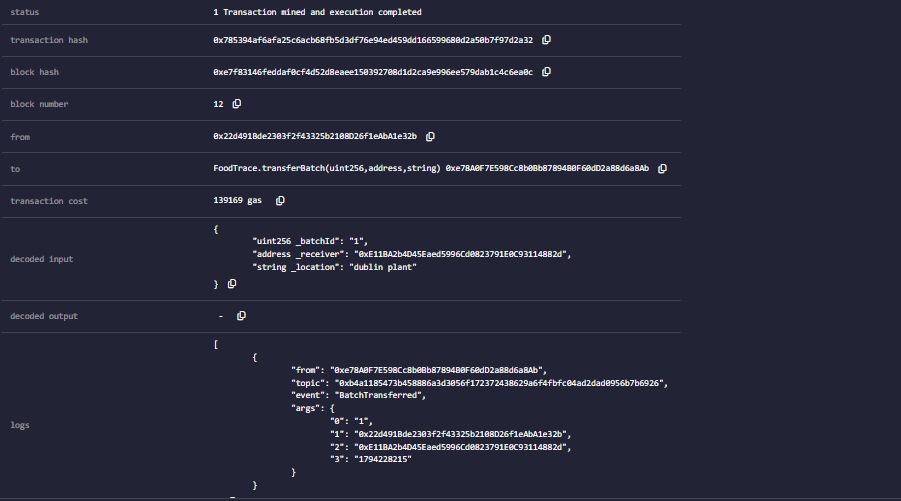 status 1 Transaction mined and execution completed
transaction hash 0x785394af6afa25c6acb68fb5d3df76e94ed459dd166599680d2a50b7f97d2a32
block hash 0xe7f83146feddaf0cf4d52d8eaee150392708d1d2ca9e996ee579dab1c4c6ea0c
block number 12
from 0x22d491Bde2303f2f43325b2108D26f1eAbA1e32b
to FoodTrace.transferBatch(uint256,address,string) 0xe78A0F7E598Cc8b0Bb87894B0F60dD2a88d6a8Ab
transaction cost 139169 gas
decoded input {
"uint256 _batchId": "1",
"address _receiver": "0xE11BA2b4D45Eaed5996Cd0823791E0C93114882d",
"string _location": "dublin plant"
}
decoded output -
logs [
{
"from": "0xe78A0F7E598Cc8b0Bb87894B0F60dD2a88d6a8Ab",
"topic": "0xb4a1185473b458886a3d3056f172372438629a6f4fbfc04ad2dad0956b7b6926",
"event": "BatchTransferred",
"args": {
"0": "1",
"1": "0x22d491Bde2303f2f43325b2108D26f1eAbA1e32b",
"2": "0xE11BA2b4D45Eaed5996Cd0823791E0C93114882d",
"3": "1794228215"
}
}